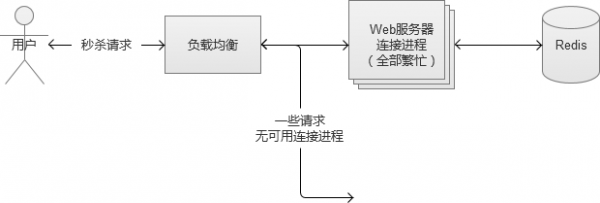 用户
秒杀请求
负载均衡
Web服务器
连接进程
（全部繁忙）
Redis
一些请求
无可用连接进程